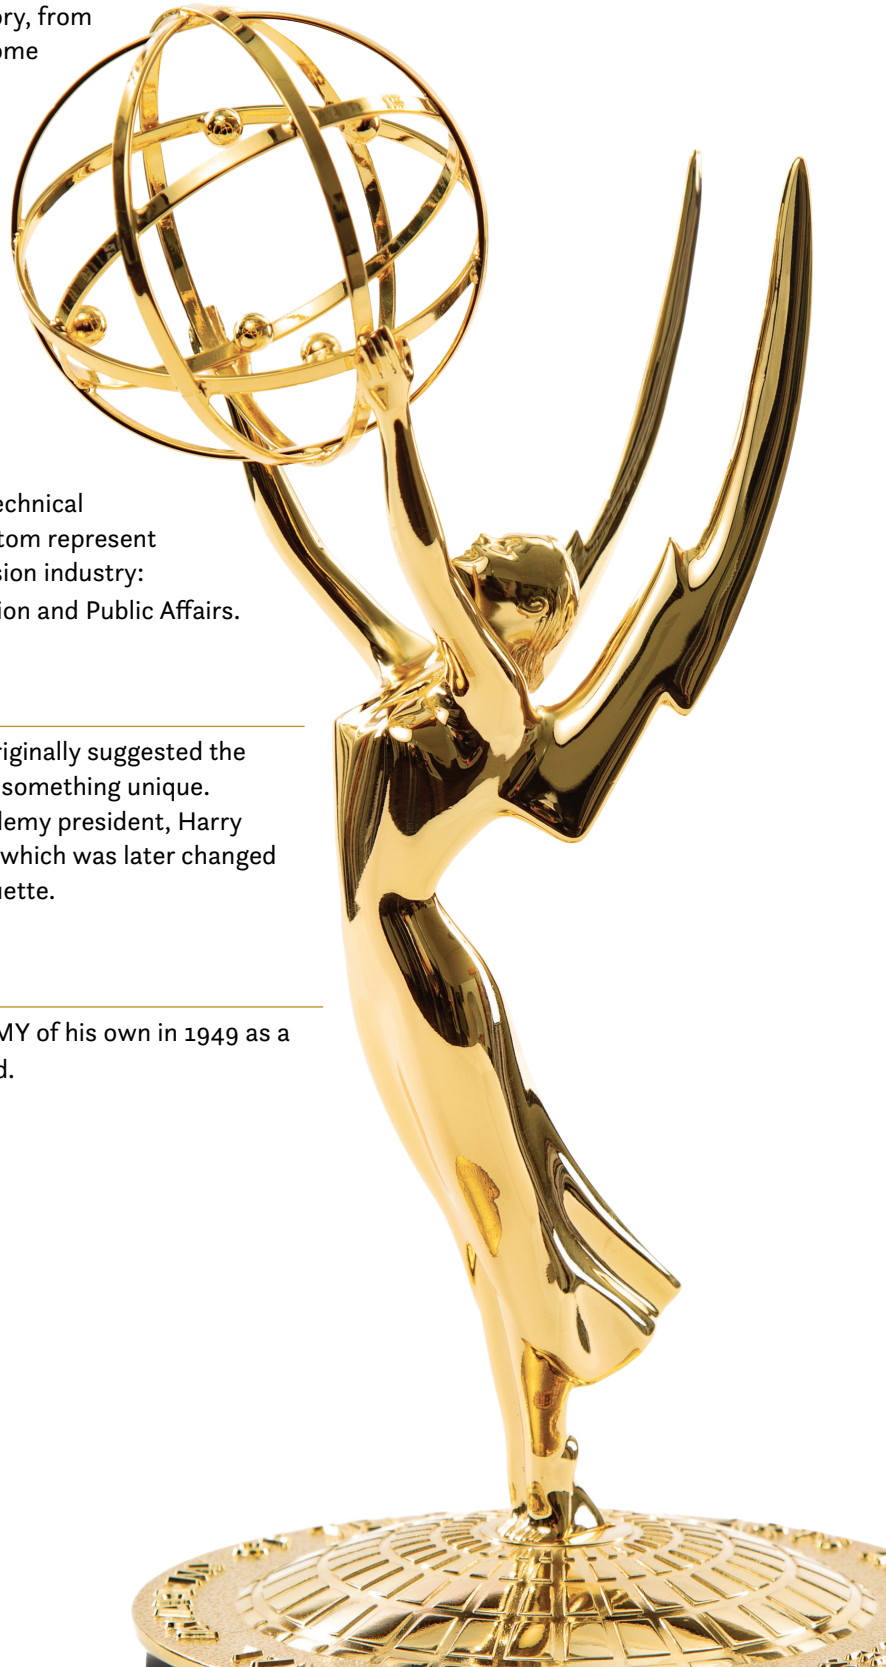 ory, from
ome
echnical
tom represent
sion industry:
ion and Public Affairs.
riginally suggested the
something unique.
lemy president, Harry
which was later changed
uette.
MY of his own in 1949 as a
d.